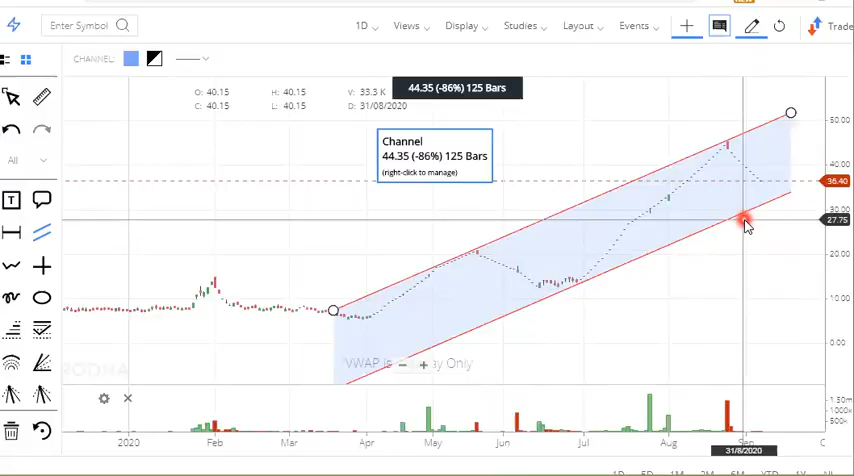 Enter Symbol
1D
Views
Display
Studies
Layout
Events
Trade
CHANNEL:
O: 40.15 H: 40.15 V: 33.3 K
C: 40.15 L: 40.15 D: 31/08/2020
44.35 (-86%) 125 Bars
Channel
44.35 (-86%) 125 Bars
(right-click to manage)
All
T
50.00
40.00
36.40
30.00
27.75
20.00
10.00
0.00
VWAP is
y Only
1.50m
1000k
500k
2020 Feb Mar Apr May Jun Jul Aug Sep
31/8/2020
1D 5D 1M 3M 6M YTD 1Y All